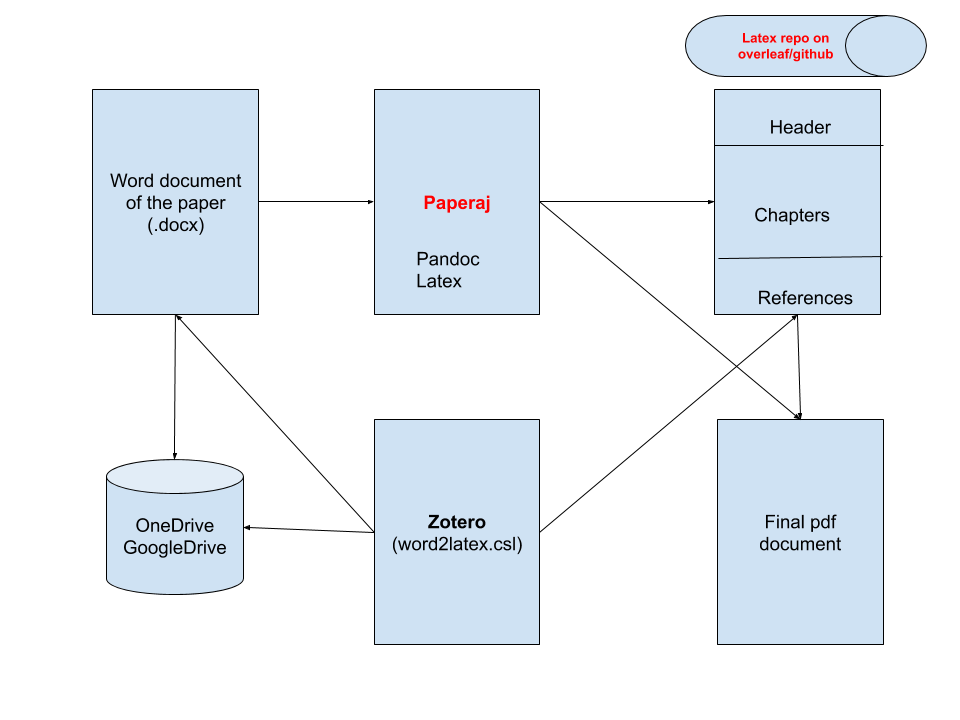 Latex repo on
overleaf/github
Word document
of the paper
(.docx)
Paperaj
Pandoc
Latex
Header
Chapters
References
OneDrive
GoogleDrive
Zotero
(word2latex.csl)
Final pdf
document